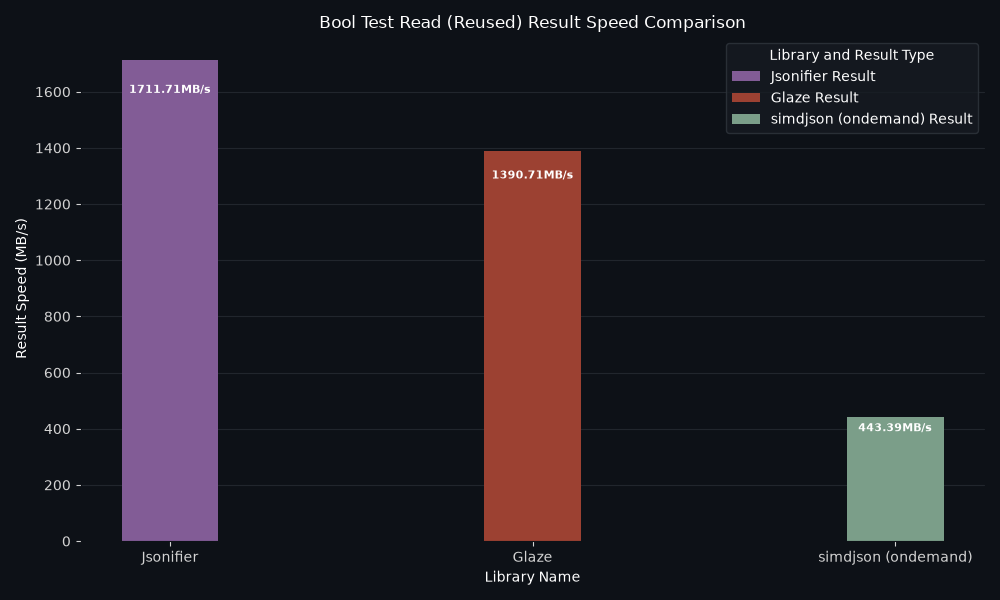 Bool Test Read (Reused) Result Speed Comparison
Library and Result Type
Jsonifier Result
Glaze Result
simdjson (ondemand) Result
1711.71MB/s
1390.71MB/s
443.39MB/s
Result Speed (MB/s)
1600
1400
1200
1000
800
600
400
200
0
Jsonifier
Glaze
simdjson (ondemand)
Library Name